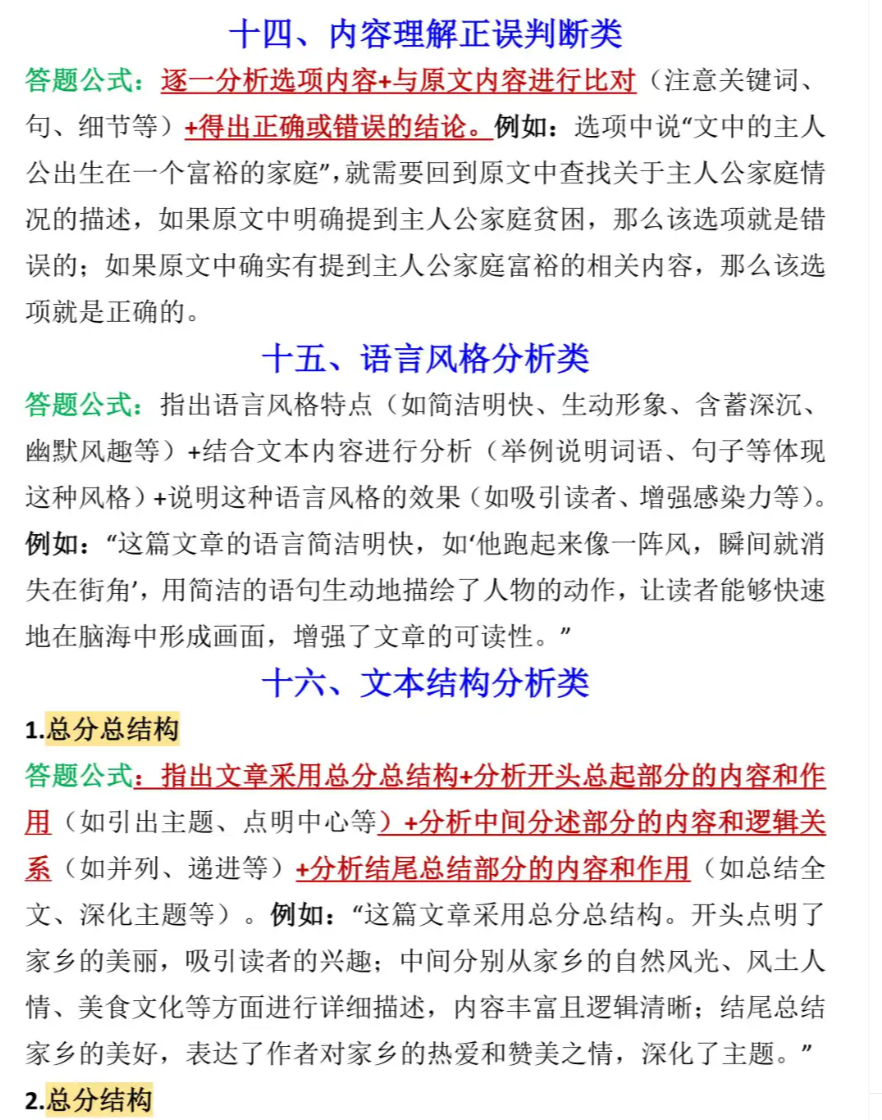 十四、内容理解正误判断类
答题公式：逐一分析选项内容+与原文内容进行比对（注意关键词、
句、细节等）+得出正确或错误的结论。例如：选项中说“文中的主人
公出生在一个富裕的家庭”，就需要回到原文中查找关于主人公家庭情
况的描述，如果原文中明确提到主人公家庭贫困，那么该选项就是错
误的；如果原文中确实有提到主人公家庭富裕的相关内容，那么该选
项就是正确的。
十五、语言风格分析类
答题公式：指出语言风格特点（如简洁明快、生动形象、含蓄深沉、
幽默风趣等）+结合文本内容进行分析（举例说明词语、句子等体现
这种风格）+说明这种语言风格的效果（如吸引读者、增强感染力等）。
例如：“这篇文章的语言简洁明快，如‘他跑起来像一阵风，瞬间就消
失在街角’，用简洁的语句生动地描绘了人物的动作，让读者能够快速
地在脑海中形成画面，增强了文章的可读性。”
十六、文本结构分析类
1.总分总结构
答题公式：指出文章采用总分总结构+分析开头总起部分的内容和作
用（如引出主题、点明中心等）+分析中间分述部分的内容和逻辑关
系（如并列、递进等）+分析结尾总结部分的内容和作用（如总结全
文、深化主题等）。例如：“这篇文章采用总分总结构。开头点明了
家乡的美丽，吸引读者的兴趣；中间分别从家乡的自然风光、风土人
情、美食文化等方面进行详细描述，内容丰富且逻辑清晰；结尾总结
家乡的美好，表达了作者对家乡的热爱和赞美之情，深化了主题。”
2.总分结构